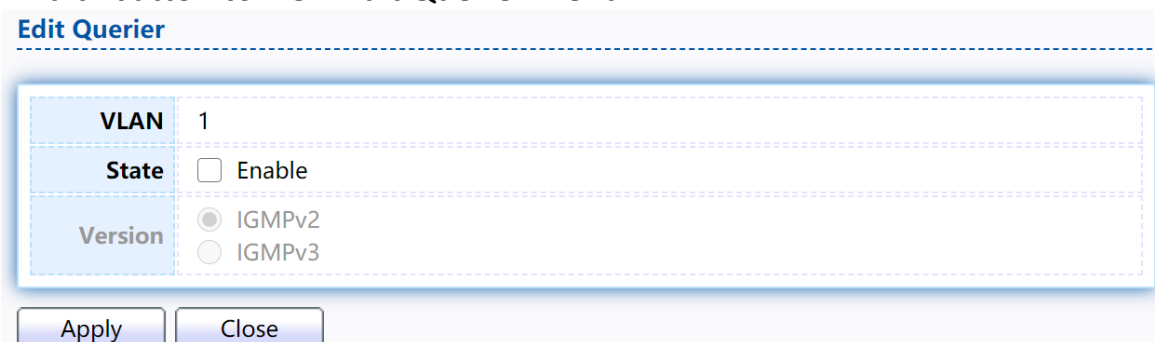 Edit Querier
VLAN 1
State Enable
Version IGMPv2
IGMPv3
Apply Close